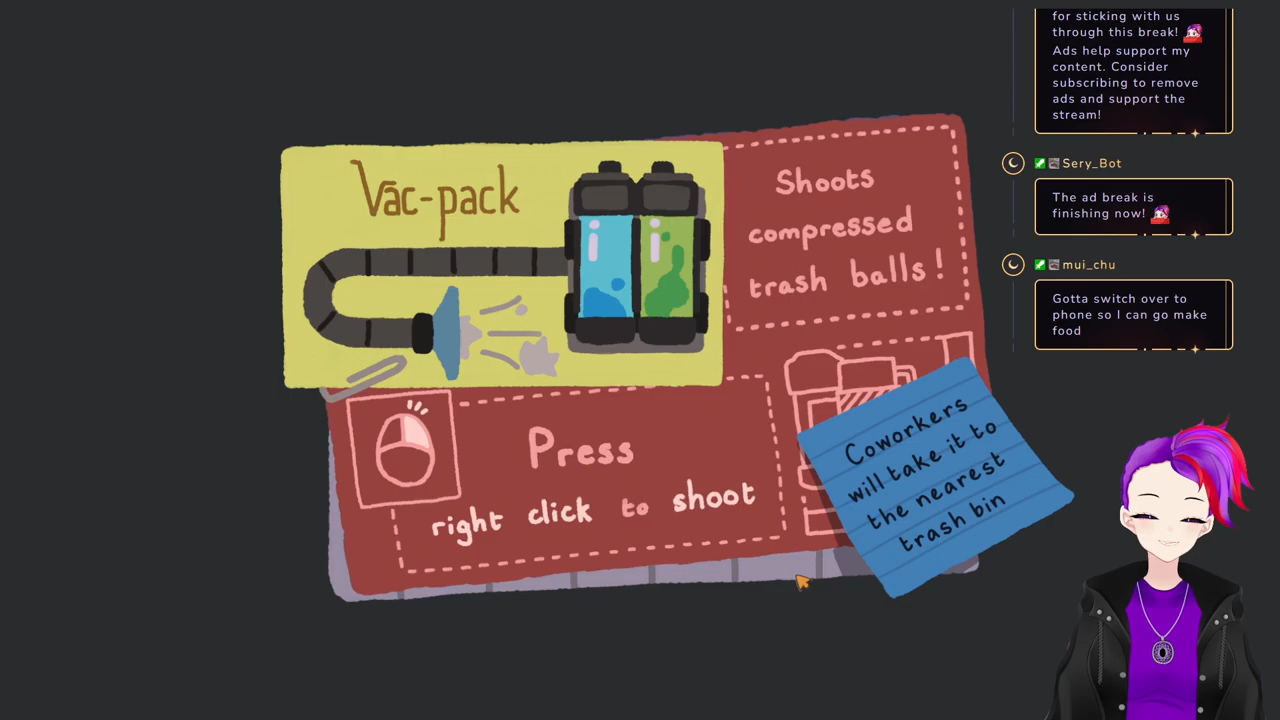 Vac-pack
Shoots
compressed
trash balls!
Press
right click to shoot
Coworkers
will take it to
the nearest
trash bin
for sticking with us
through this break!
Ads help support my
content. Consider
subscribing to remove
ads and support the
stream!
Sery_Bot
The ad break is
finishing now!
mui_chu
Gotta switch over to
phone so I can go make
food